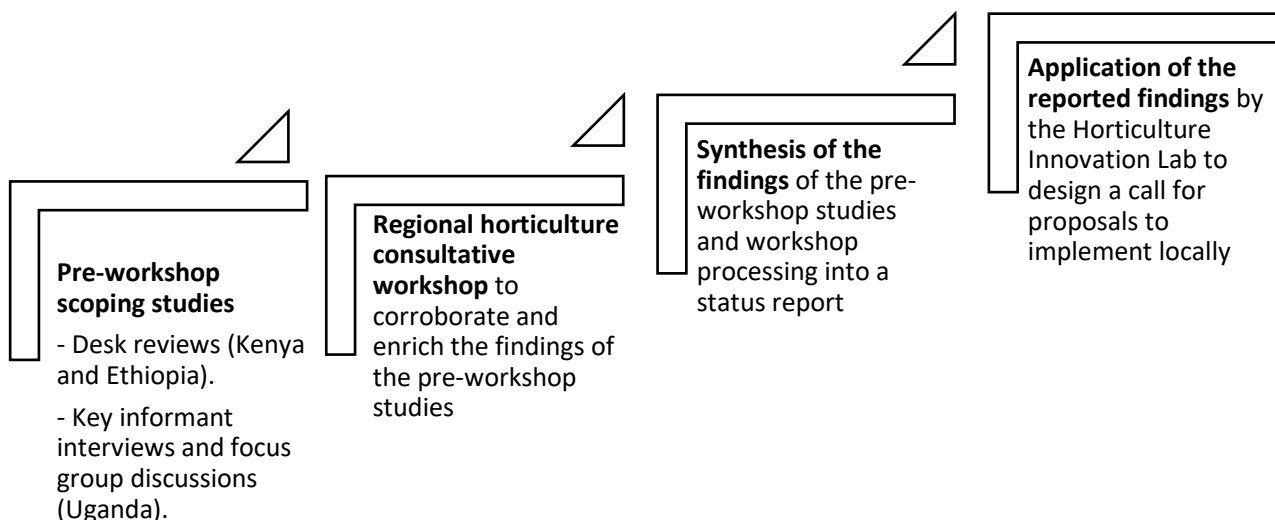 Pre-workshop
scoping studies
- Desk reviews (Kenya
and Ethiopia).
- Key informant
interviews and focus
group discussions
(Uganda).
Regional horticulture
consultative
workshop to
corroborate and
enrich the findings of
the pre-workshop
studies
Synthesis of the
findings of the pre-
workshop studies
and workshop
processing into a
status report
Application of the
reported findings by
the Horticulture
Innovation Lab to
design a call for
proposals to
implement locally